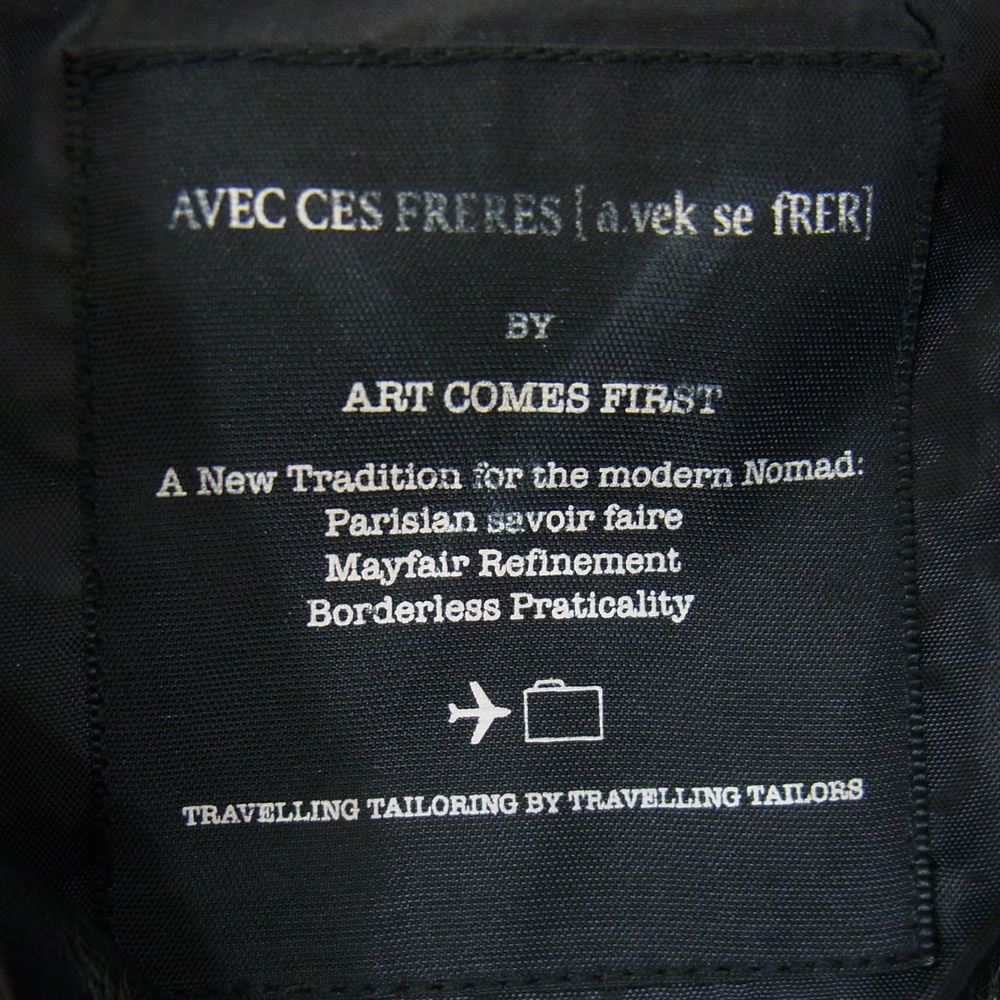 AVEC CES FRERES [a.vek se fRER]
BY
ART COMES FIRST
A New Tradition for the modern Nomad:
Parisian savoir faire
Mayfair Refinement
Borderless Praticality
TRAVELLING TAILORING BY TRAVELLING TAILORS